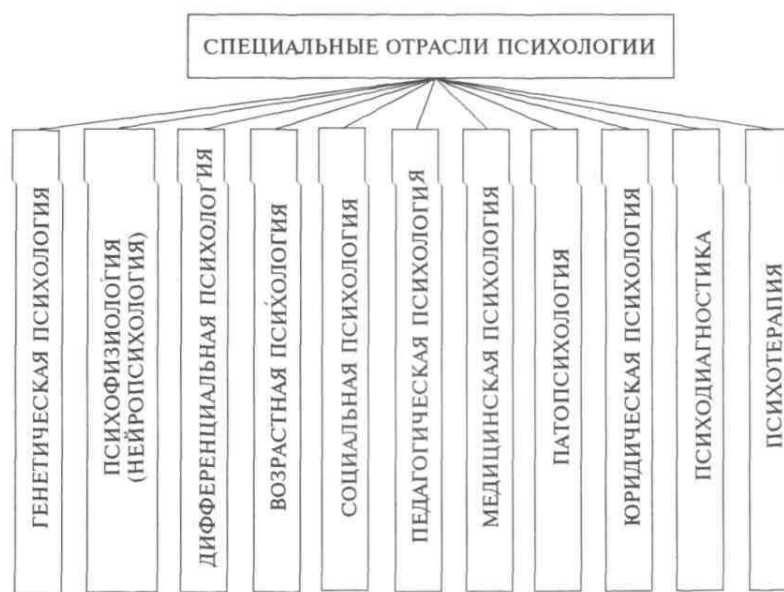 СПЕЦИАЛЬНЫЕ ОТРАСЛИ ПСИХОЛОГИИ
ГЕНЕТИЧЕСКАЯ ПСИХОЛОГИЯ
ПСИХОФИЗИОЛОГИЯ
(НЕЙРОПСИХОЛОГИЯ)
ДИФФЕРЕНЦИАЛЬНАЯ ПСИХОЛОГИЯ
ВОЗРАСТНАЯ ПСИХОЛОГИЯ
СОЦИАЛЬНАЯ ПСИХОЛОГИЯ
ПЕДАГОГИЧЕСКАЯ ПСИХОЛОГИЯ
МЕДИЦИНСКАЯ ПСИХОЛОГИЯ
ПАТОПСИХОЛОГИЯ
ЮРИДИЧЕСКАЯ ПСИХОЛОГИЯ
ПСИХОДИАГНОСТИКА
ПСИХОТЕРАПИЯ